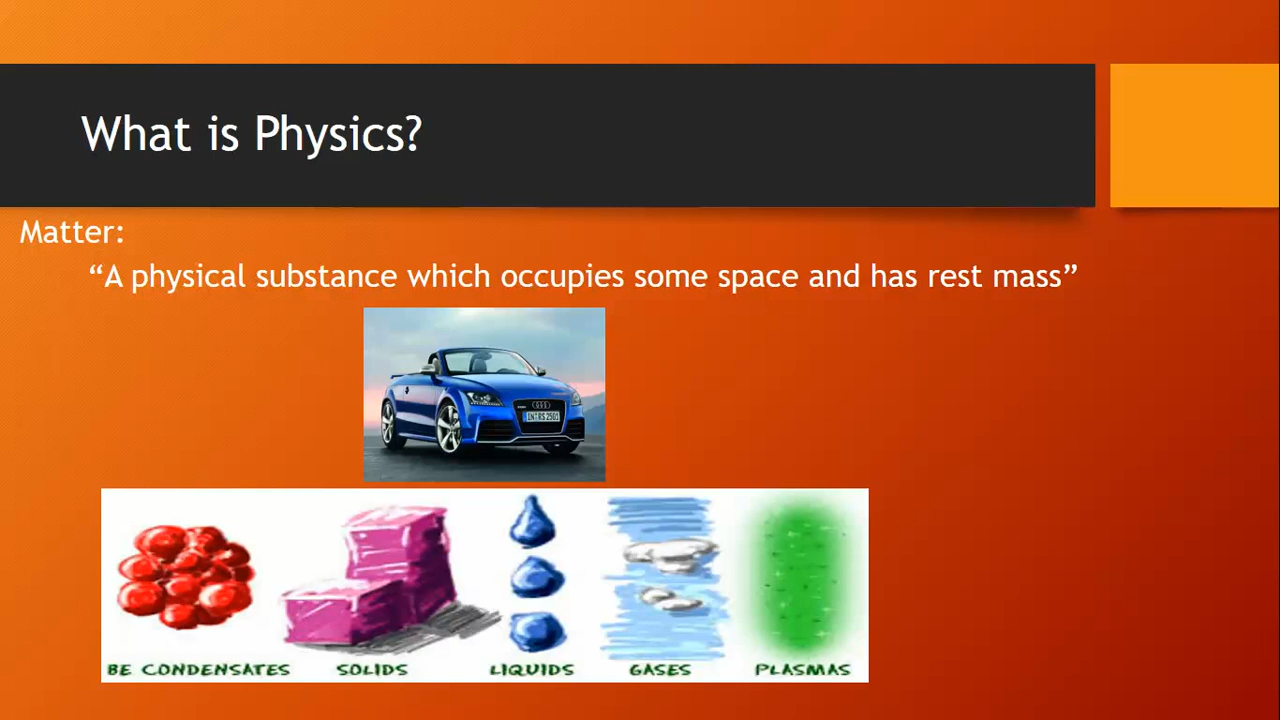 What is Physics?
Matter:
“A physical substance which occupies some space and has rest mass”
BE CONDENSATES SOLIDS LIQUIDS GASES PLASMAS